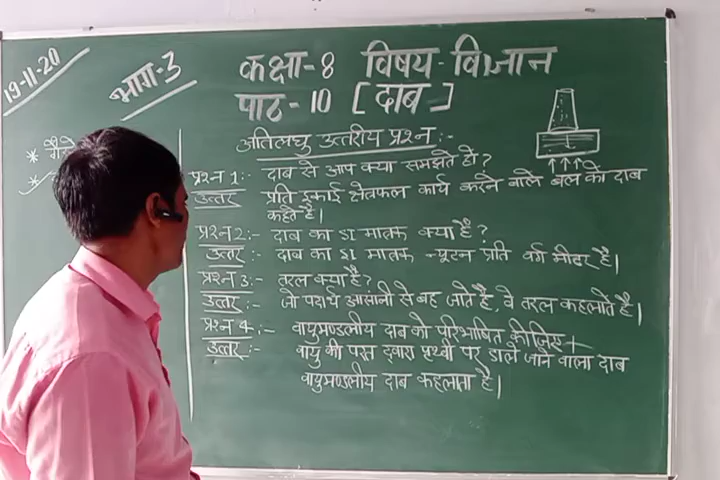 19-11-20
भाग-3
कक्षा-8 विषय-विज्ञान
पाठ-10 [दाब]
अतिलघु उत्तरीय प्रश्न:-
प्रश्न 1:- दाब से आप क्या समझते हो?
उत्तर प्रति इकाई क्षेत्रफल कार्य करने वाले बल को दाब
कहते है।
प्रश्न 2:- दाब का SI मात्रक क्या है?
उत्तर:- दाब का SI मात्रक न्यूटन प्रति वर्ग मीटर है।
प्रश्न 3:- तरल क्या है?
उत्तर:- जो पदार्थ आसानी से बह जाते है, वे तरल कहलाते है।
प्रश्न 4:- वायुमण्डलीय दाब को परिभाषित कीजिए।
उत्तर:- वायु की परत द्वारा पृथ्वी पर डाले जाने वाला दाब
वायुमण्डलीय दाब कहलाता है।